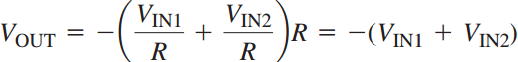 V_OUT = −(V_IN1/R + V_IN2/R)R = −(V_IN1 + V_IN2)